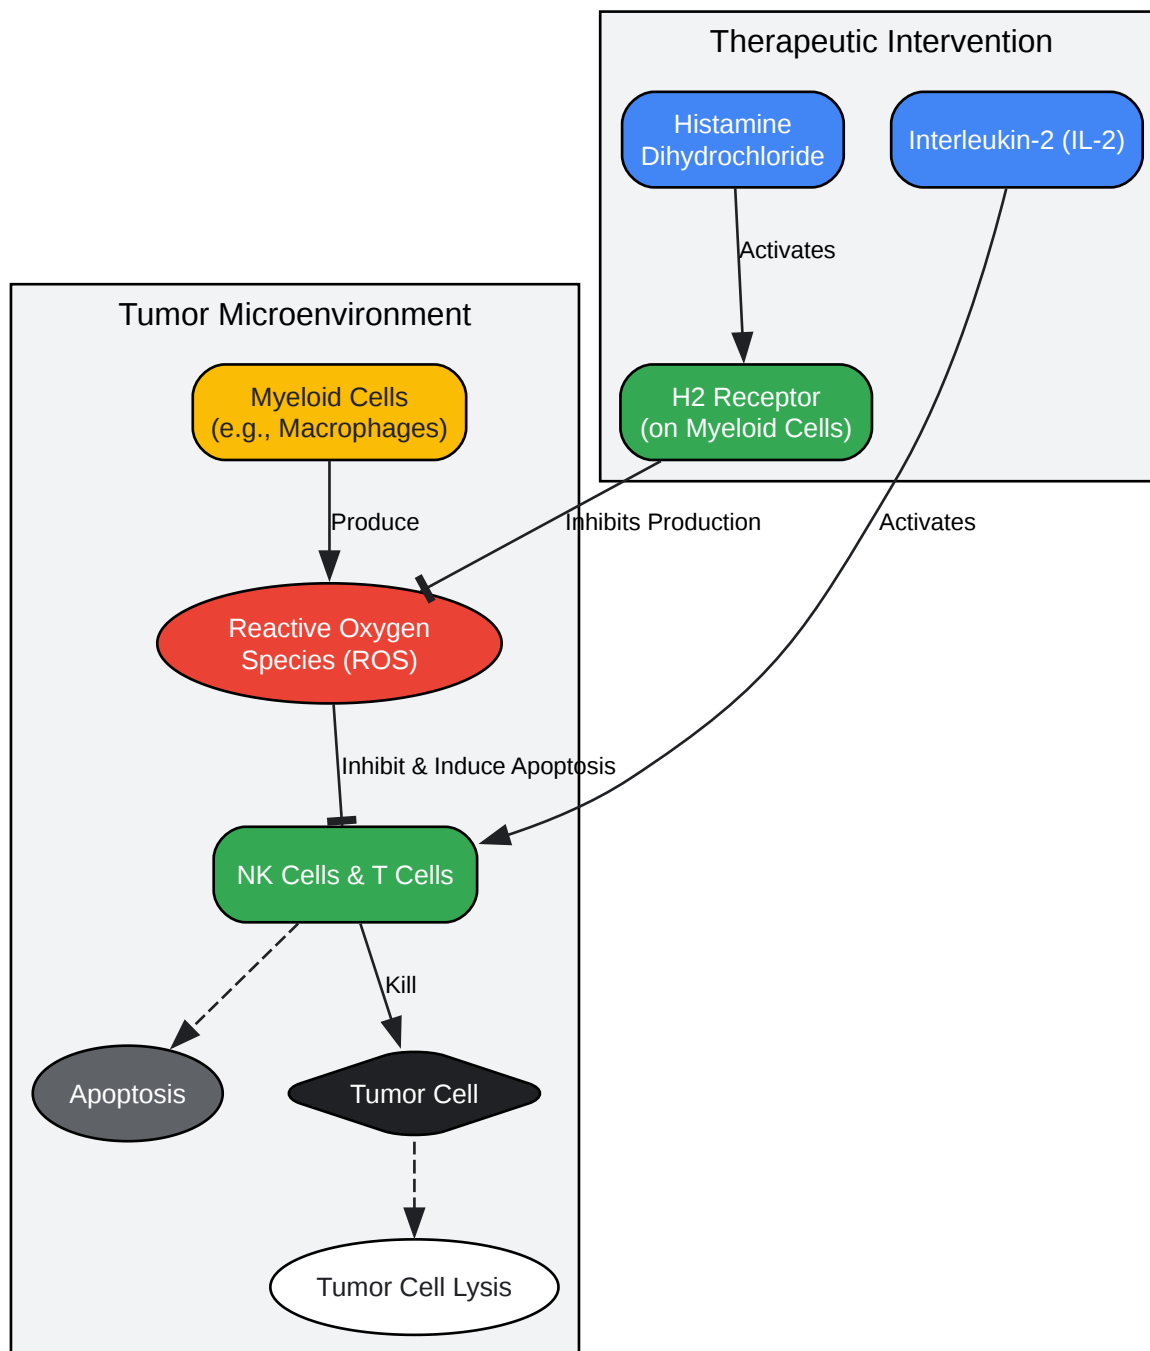 Therapeutic Intervention
Histamine
Dihydrochloride
Interleukin-2 (IL-2)
Activates
Tumor Microenvironment
Myeloid Cells
(e.g., Macrophages)
H2 Receptor
(on Myeloid Cells)
Produce
Inhibits Production
Activates
Reactive Oxygen
Species (ROS)
Inhibit & Induce Apoptosis
NK Cells & T Cells
Kill
Apoptosis
Tumor Cell
Tumor Cell Lysis